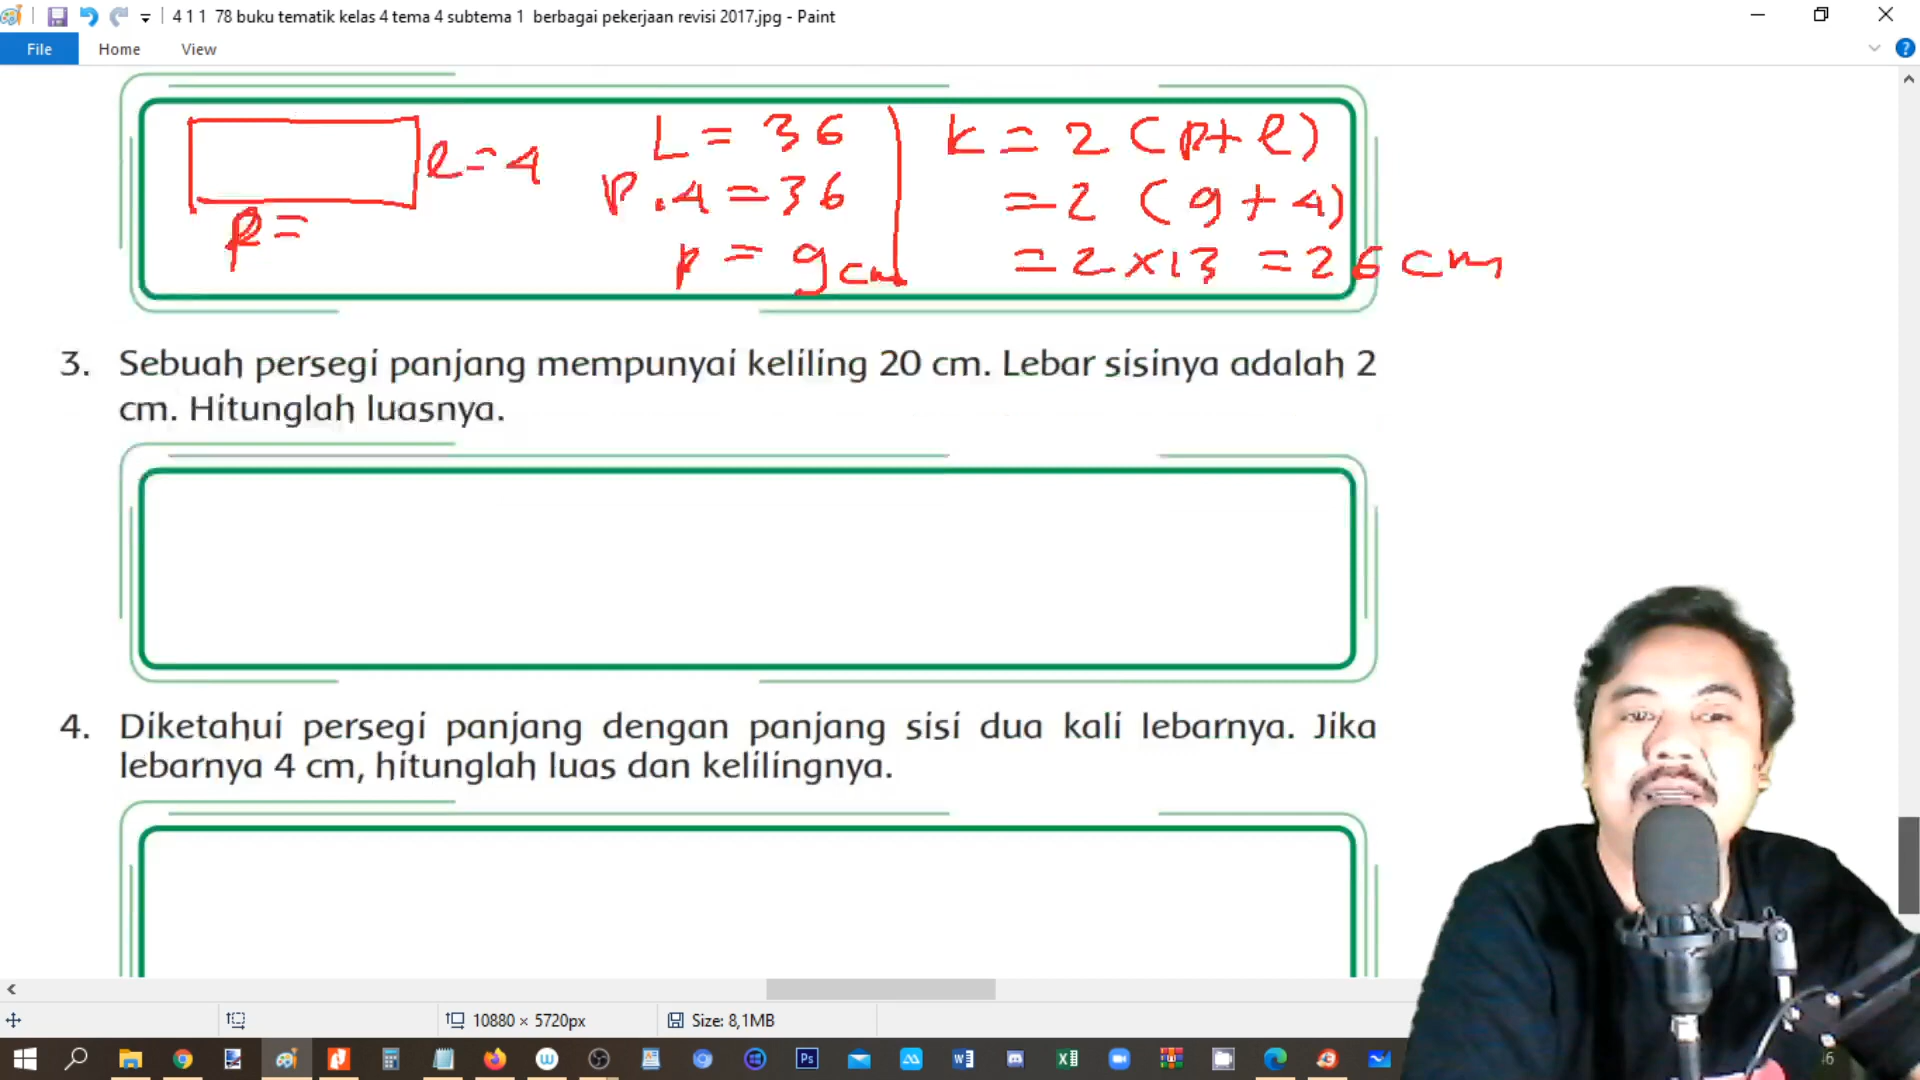 4 1 1  78 buku tematik kelas 4 tema 4 subtema 1  berbagai pekerjaan revisi 2017.jpg - Paint
File Home View
l = 4
p =
L = 36
p . 4 = 36
p = 9 cm
K = 2 ( p + l )
= 2 ( 9 + 4 )
= 2 x 13 = 26 cm
3. Sebuah persegi panjang mempunyai keliling 20 cm. Lebar sisinya adalah 2
cm. Hitunglah luasnya.
4. Diketahui persegi panjang dengan panjang sisi dua kali lebarnya. Jika
lebarnya 4 cm, hitunglah luas dan kelilingnya.
10880 × 5720px
Size: 8,1MB
Ps